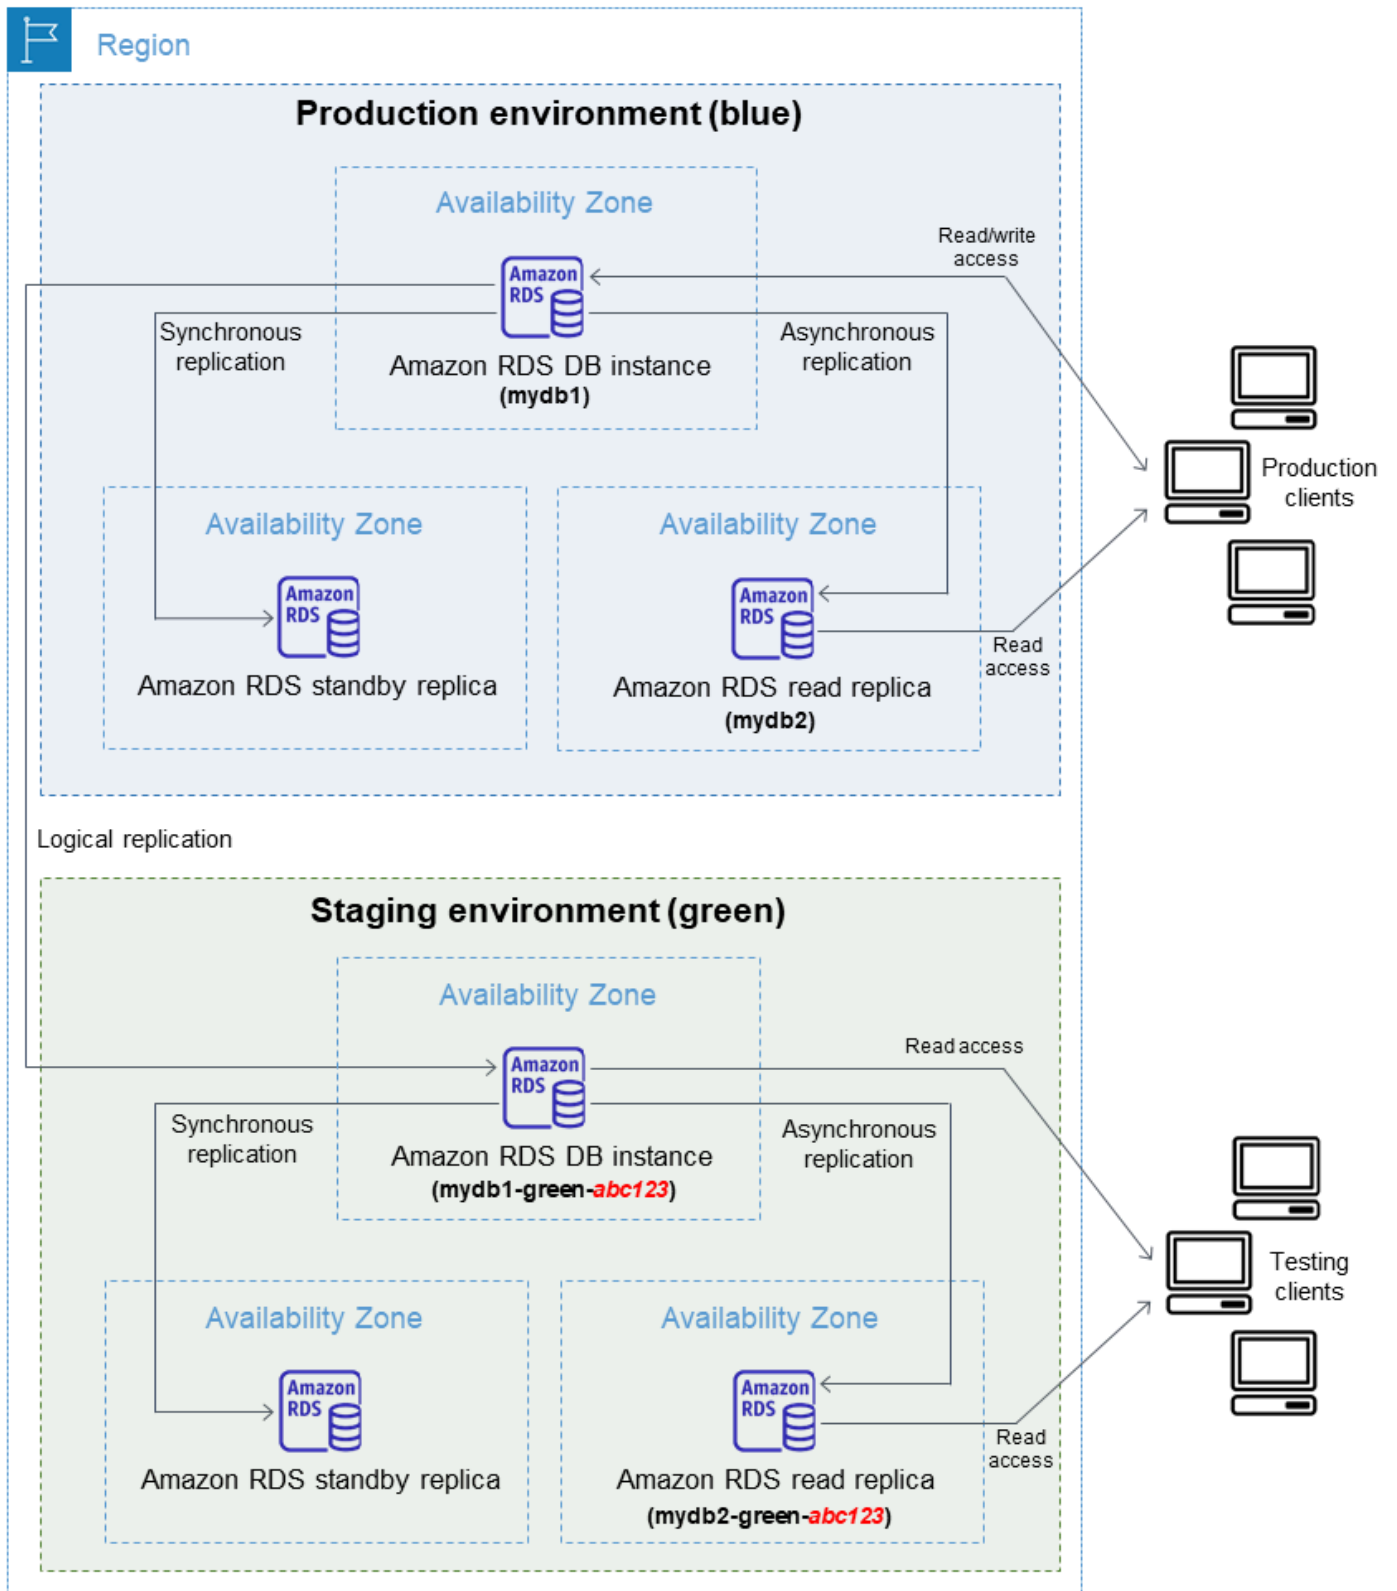 Region
Production environment (blue)
Availability Zone
Read/write
access
Amazon
RDS
Synchronous
replication
Asynchronous
replication
Amazon RDS DB instance
(mydb1)
Production
clients
Availability Zone
Availability Zone
Amazon
RDS
Amazon
RDS
Read
access
Amazon RDS standby replica
Amazon RDS read replica
(mydb2)
Logical replication
Staging environment (green)
Availability Zone
Read access
Amazon
RDS
Synchronous
replication
Asynchronous
replication
Amazon RDS DB instance
(mydb1-green-abc123)
Testing
clients
Availability Zone
Availability Zone
Amazon
RDS
Amazon
RDS
Read
access
Amazon RDS standby replica
Amazon RDS read replica
(mydb2-green-abc123)